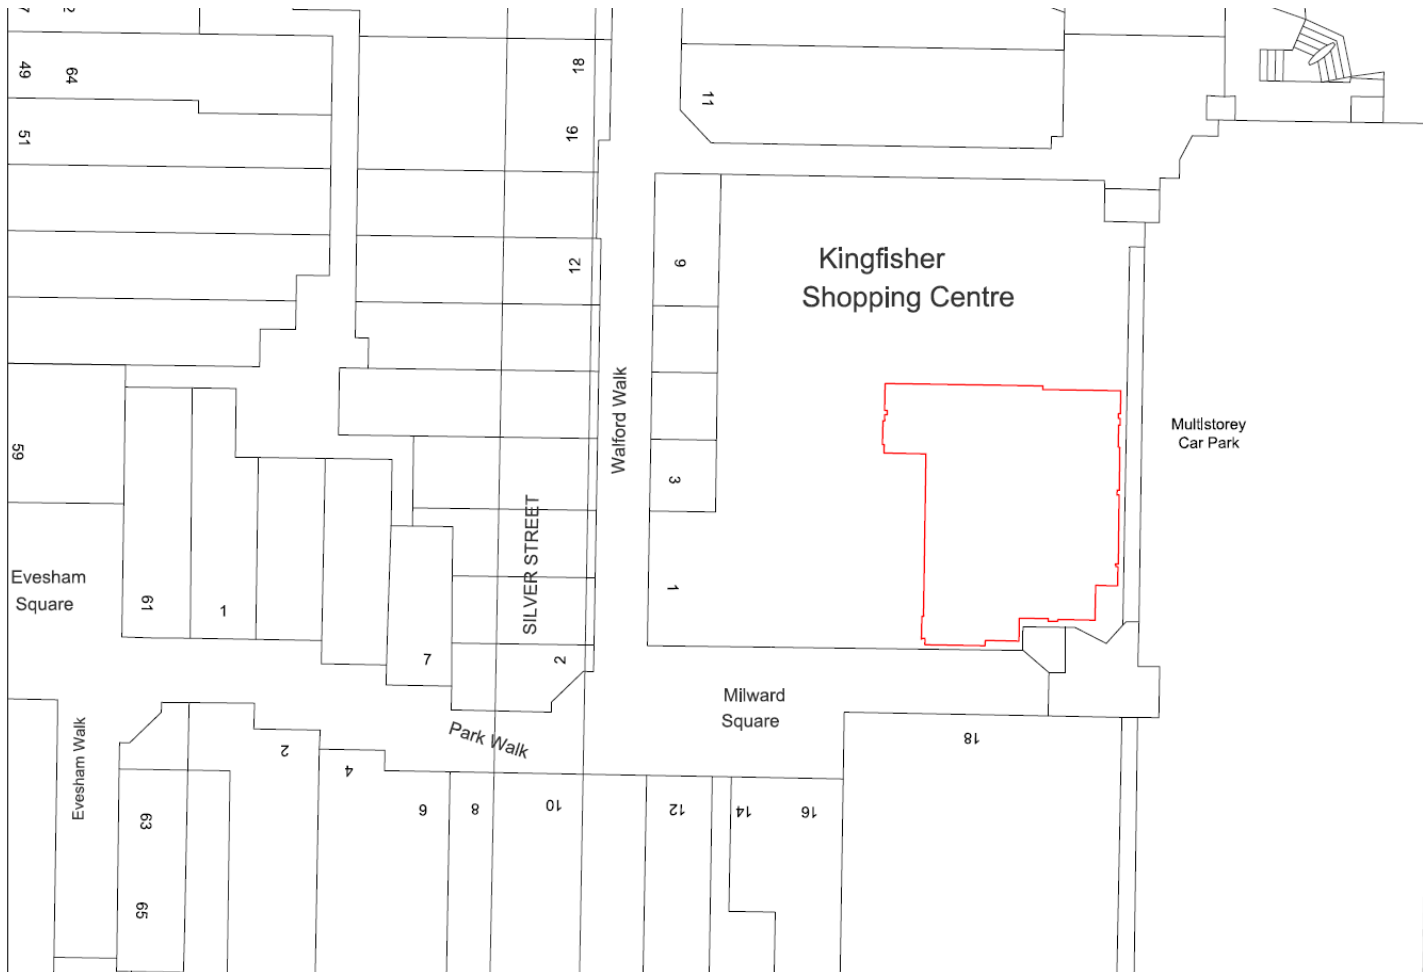 49
64
18
11
51
16
Kingfisher
Shopping Centre
12
9
Walford Walk
Multistorey
Car Park
59
3
SILVER STREET
Evesham
Square
61
1
1
7
2
Milward
Square
Park Walk
Evesham Walk
2
4
18
6
8
10
12
14
16
63
65